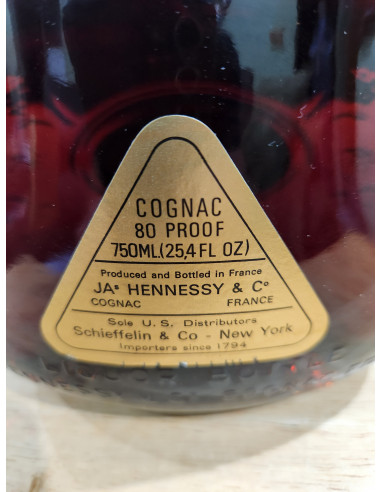 COGNAC
80 PROOF
750ML.(25,4 FL OZ)
Produced and Bottled in France
JAs HENNESSY & Co
COGNAC FRANCE
Sole U.S. Distributors
Schieffelin & Co - New York
Importers since 1794